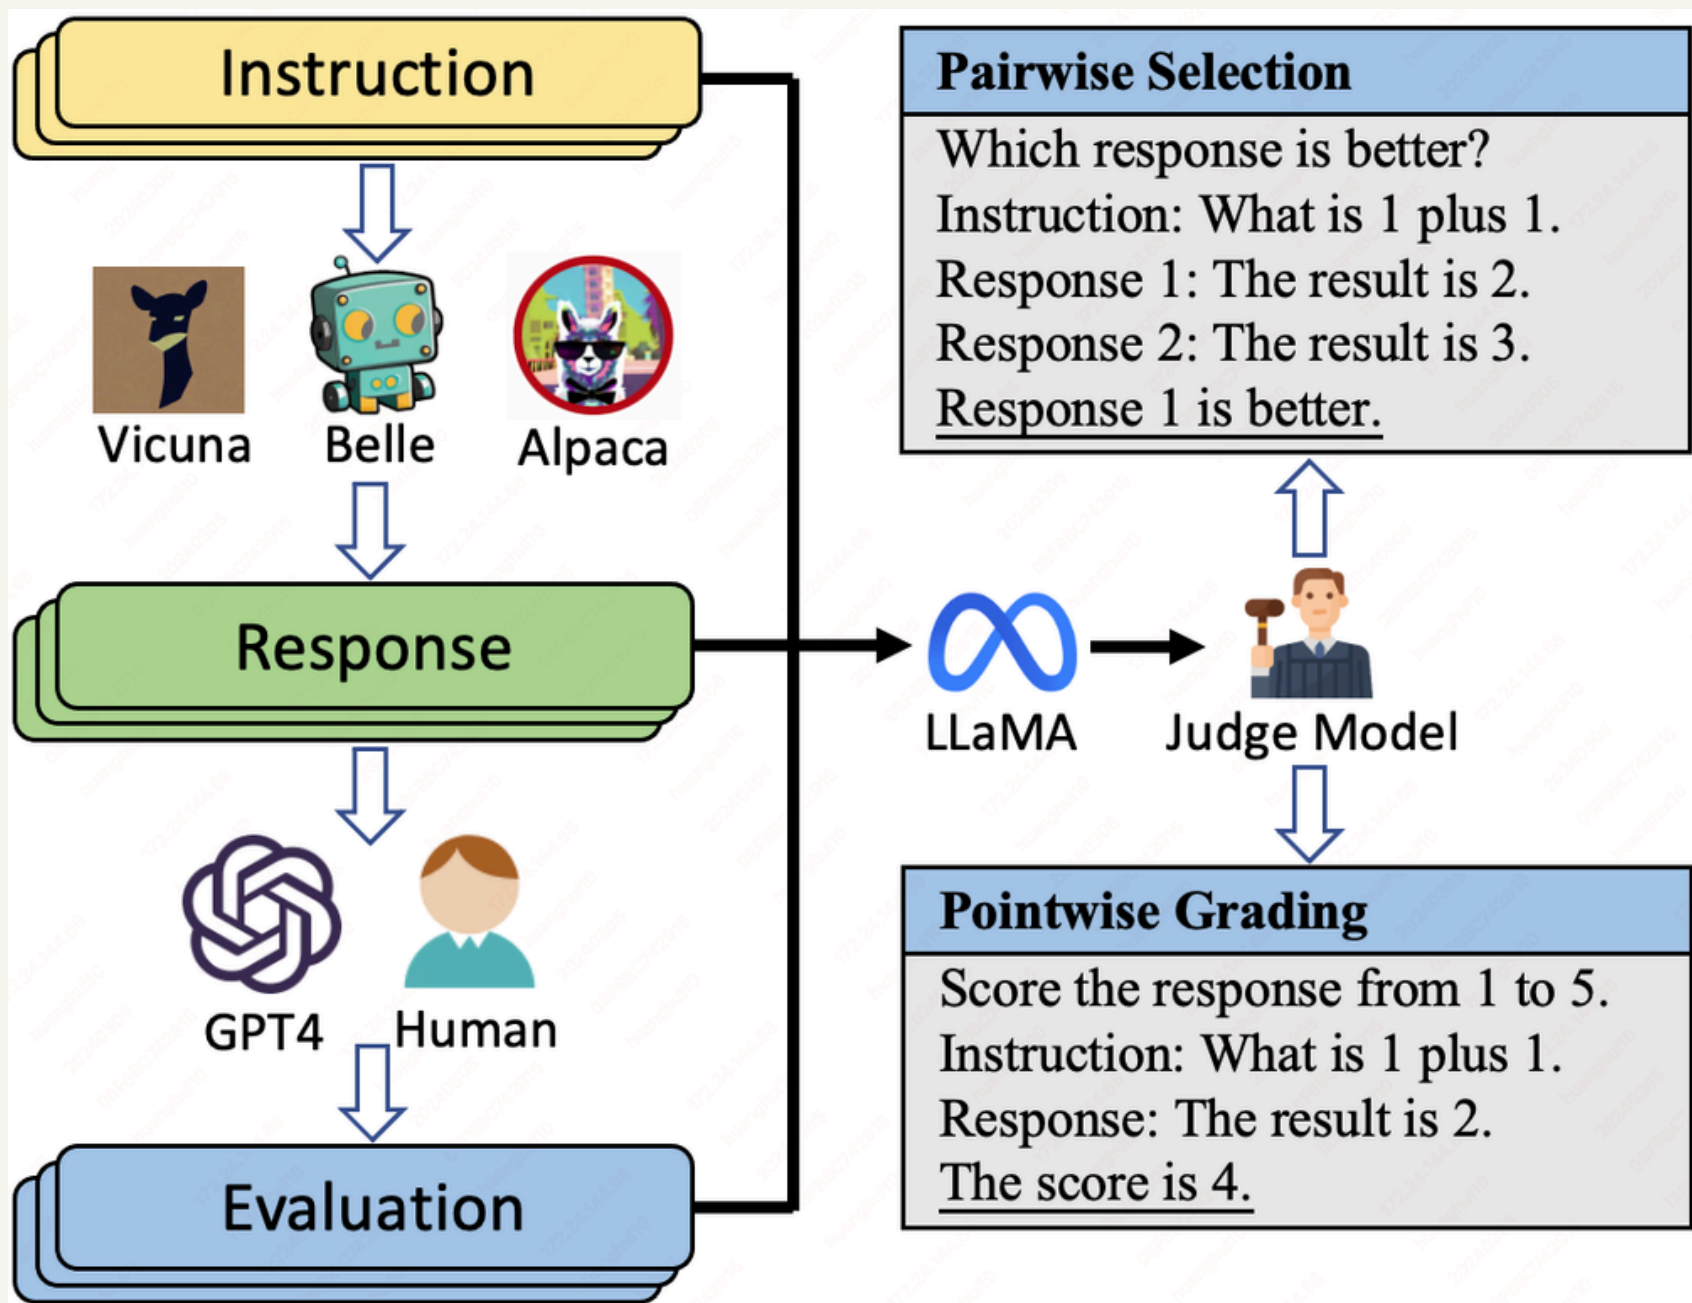 Instruction
Vicuna
Belle
Alpaca
Response
GPT4
Human
Evaluation
LLaMA
Judge Model
Pairwise Selection
Which response is better?
Instruction: What is 1 plus 1.
Response 1: The result is 2.
Response 2: The result is 3.
Response 1 is better.
Pointwise Grading
Score the response from 1 to 5.
Instruction: What is 1 plus 1.
Response: The result is 2.
The score is 4.